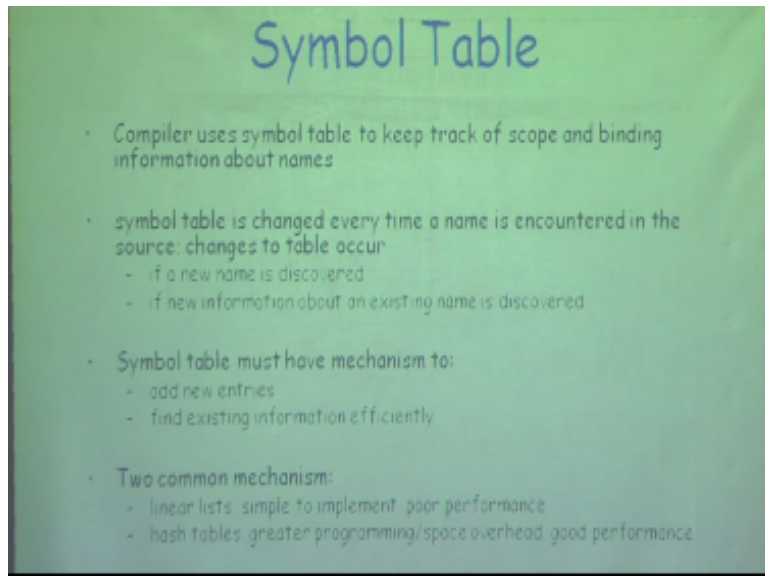 Symbol Table
• Compiler uses symbol table to keep track of scope and binding
information about names
• symbol table is changed every time a name is encountered in the
source: changes to table occur
- if a new name is discovered
- if new information about an existing name is discovered
• Symbol table must have mechanism to:
- add new entries
- find existing information efficiently
• Two common mechanism:
- linear lists simple to implement poor performance
- hash tables greater programming/space overhead good performance